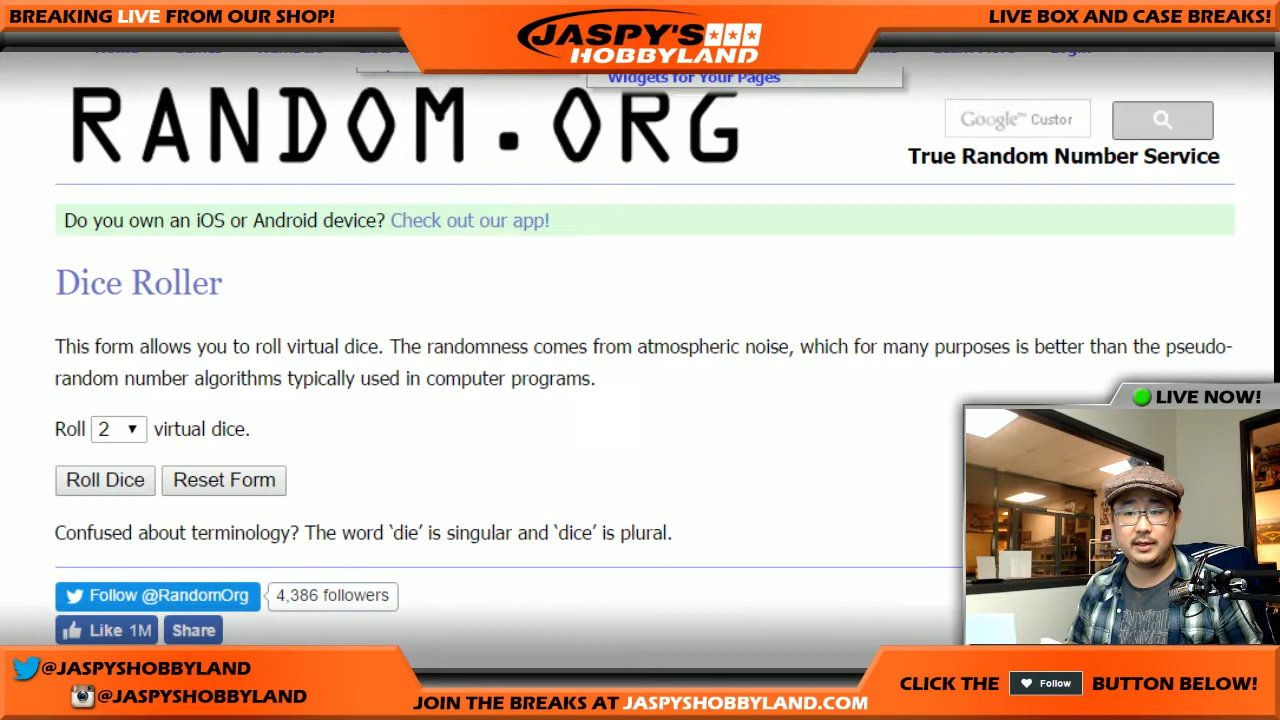 BREAKING LIVE FROM OUR SHOP!
JASPY'S
HOBBYLAND
LIVE BOX AND CASE BREAKS!
Widgets for Your Pages
RANDOM.ORG
Google™ Custor
True Random Number Service
Do you own an iOS or Android device? Check out our app!
Dice Roller
This form allows you to roll virtual dice. The randomness comes from atmospheric noise, which for many purposes is better than the pseudo-
random number algorithms typically used in computer programs.
Roll 2 virtual dice.
Roll Dice Reset Form
Confused about terminology? The word ‘die’ is singular and ‘dice’ is plural.
Follow @RandomOrg 4,386 followers
Like 1M Share
LIVE NOW!
@JASPYSHOBBYLAND
@JASPYSHOBBYLAND
JOIN THE BREAKS AT JASPYSHOBBYLAND.COM
CLICK THE Follow BUTTON BELOW!